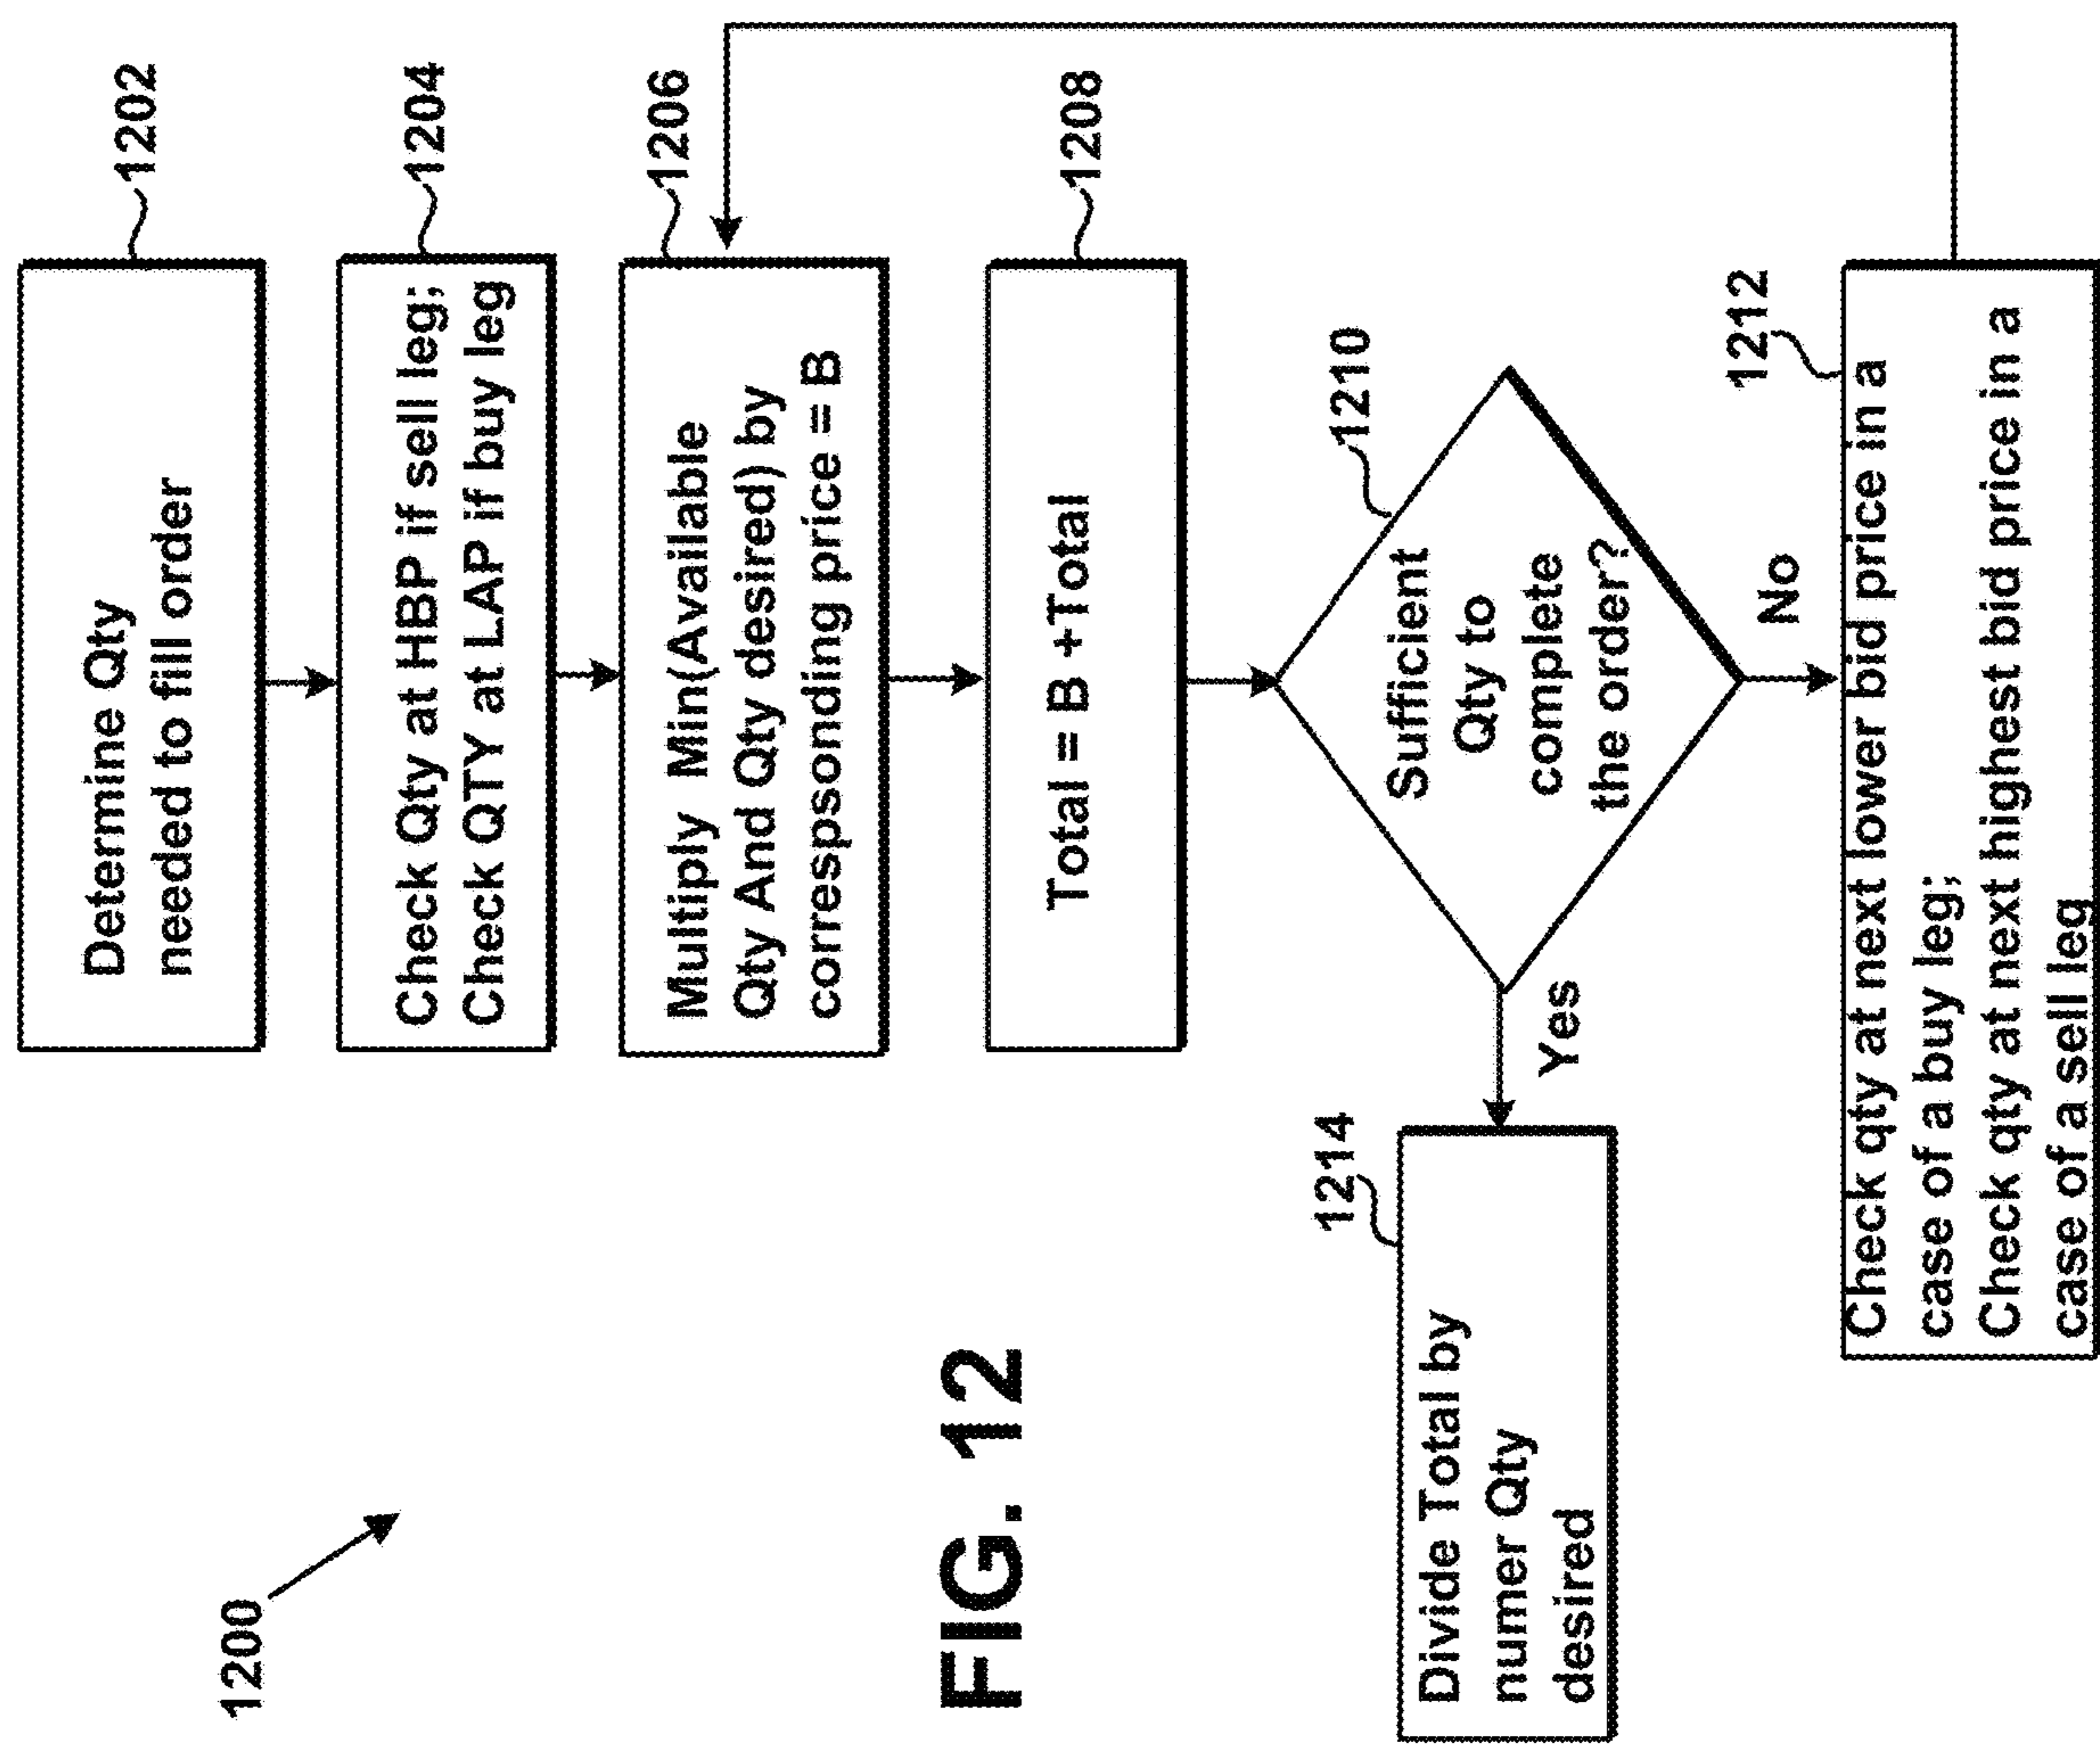 1200
1202
Determine Qty
needed to fill order
1204
Check Qty at HBP if sell leg;
Check QTY at LAP if buy leg
1206
Multiply Min(Available
Qty And Qty desired) by
correspsonding price = B
1208
Total = B +Total
1210
Sufficient
Qty to
complete
the order?
Yes
No
1214
Divide Total by
numer Qty
desired
1212
Check qty at next lower bid price in a
case of a buy leg;
Check qty at next highest bid price in a
case of a sell leg
FIG. 12